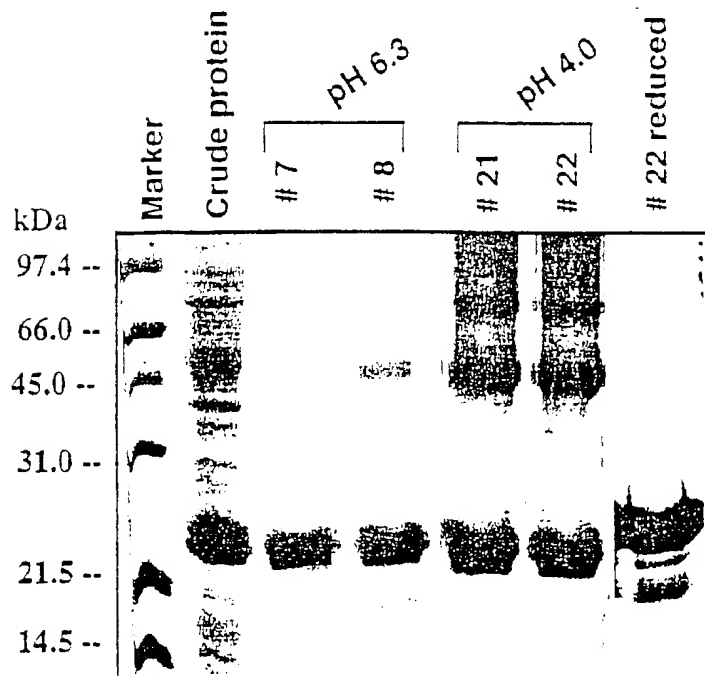 pH 6.3
pH 4.0
Marker
Crude protein
# 7
# 8
# 21
# 22
# 22 reduced
kDa
97.4 --
66.0 --
45.0 --
31.0 --
21.5 --
14.5 --